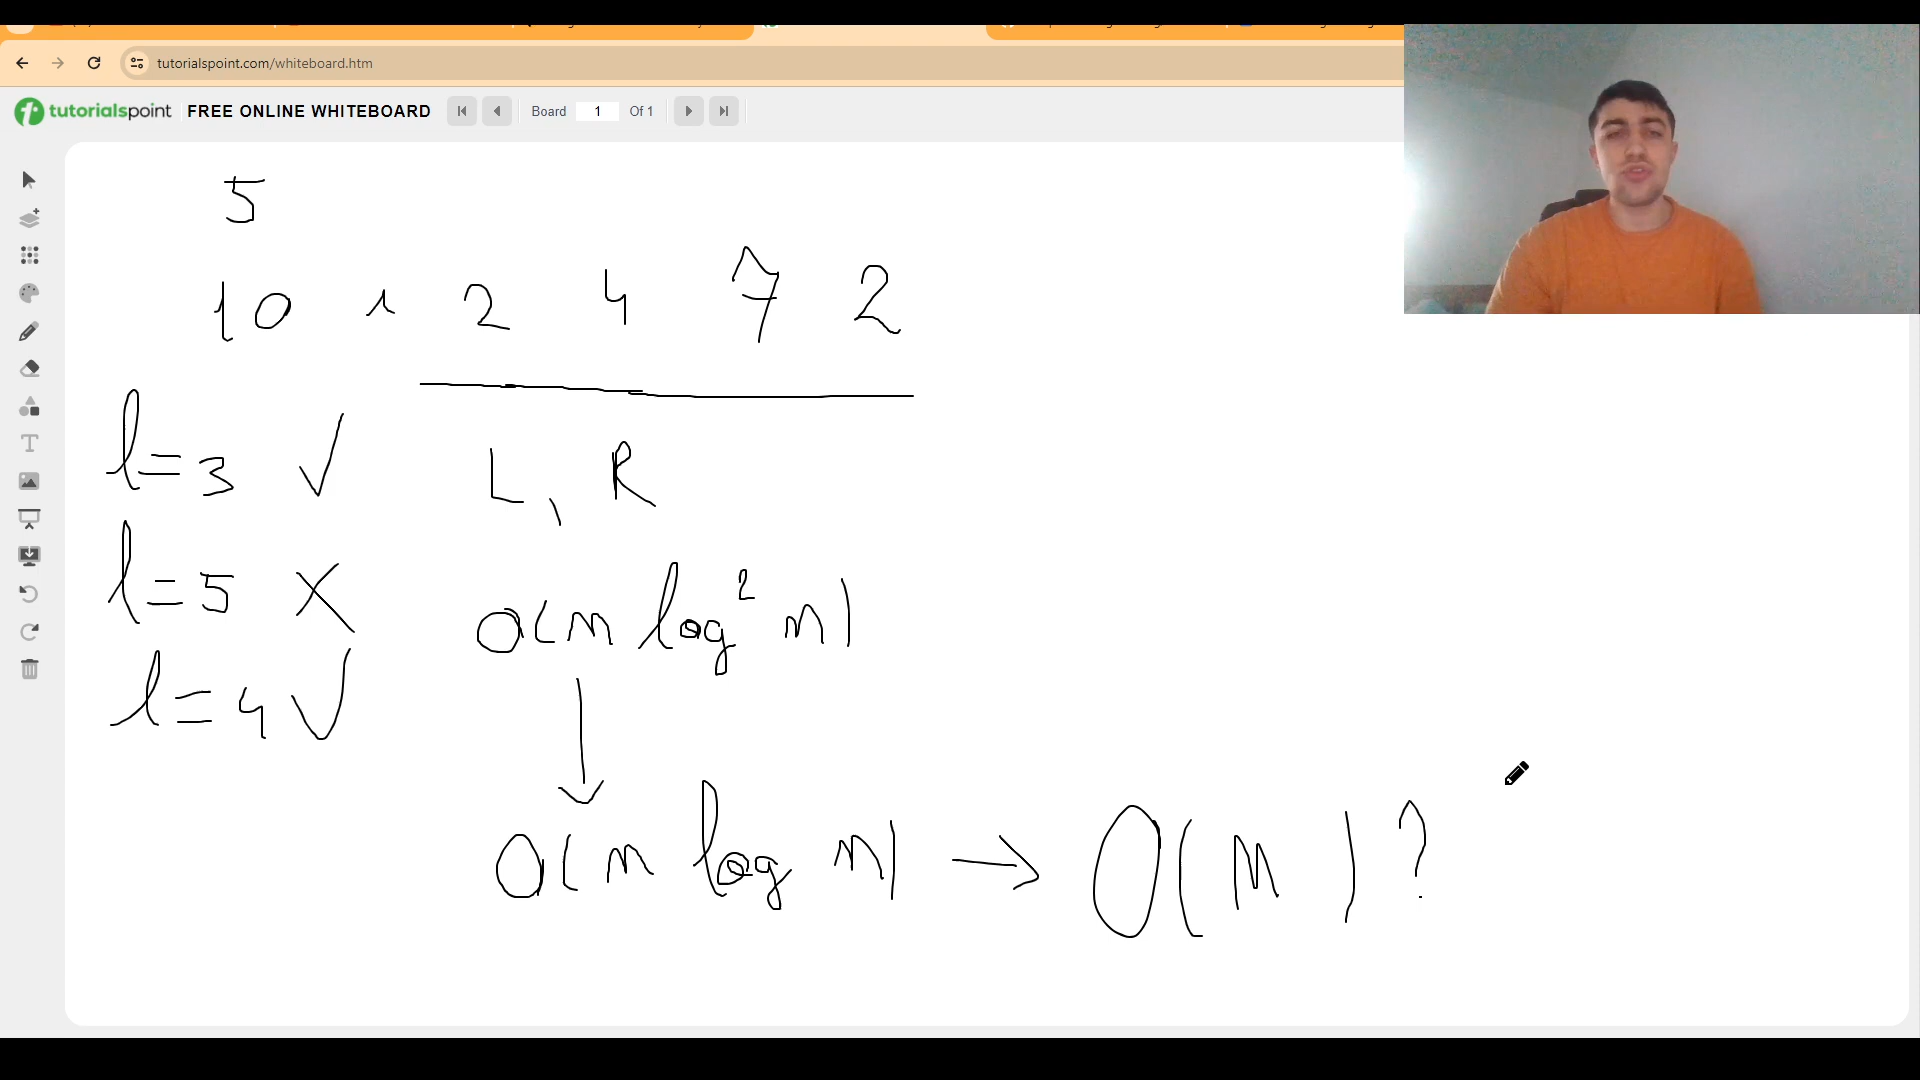 tutorialspoint.com/whiteboard.htm
tutorialspoint FREE ONLINE WHITEBOARD Board 1 Of 1
5
10 1 2 4 7 2
l=3 ✓ L, R
l=5 X O(n log² n)
l=4 ✓
O(n log n) → O(n)?